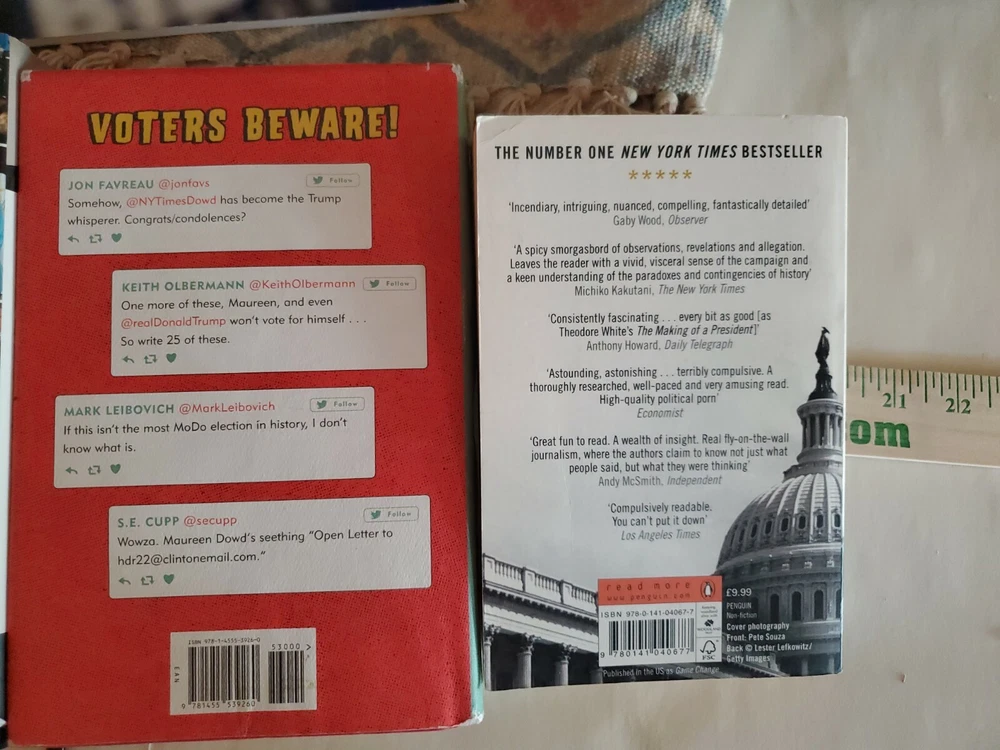 VOTERS BEWARE!
JON FAVREAU @jonfavs
Follow
Somehow, @NYTimesDowd has become the Trump
whisperer. Congrats/condolences?
KEITH OLBERMANN @KeithOlbermann
Follow
One more of these, Maureen, and even
@realDonaldTrump won't vote for himself . . .
So write 25 of these.
MARK LEIBOVICH @MarkLeibovich
Follow
If this isn't the most MoDo election in history, I don't
know what is.
S.E. CUPP @secupp
Follow
Wowza. Maureen Dowd's seething "Open Letter to
hdr22@clintonemail.com."
ISBN 978-1-4555-3926-0
53000 >
EAN
9 781455 539260
THE NUMBER ONE NEW YORK TIMES BESTSELLER
★★★★★
'Incendiary, intriguing, nuanced, compelling, fantastically detailed'
Gaby Wood, Observer
'A spicy smorgasbord of observations, revelations and allegation.
Leaves the reader with a vivid, visceral sense of the campaign and
a keen understanding of the paradoxes and contingencies of history'
Michiko Kakutani, The New York Times
'Consistently fascinating . . . every bit as good [as
Theodore White's The Making of a President]'
Anthony Howard, Daily Telegraph
'Astounding, astonishing . . . terribly compulsive. A
thoroughly researched, well-paced and very amusing read.
High-quality political porn'
Economist
'Great fun to read. A wealth of insight. Real fly-on-the-wall
journalism, where the authors claim to know not just what
people said, but what they were thinking'
Andy McSmith, Independent
'Compulsively readable.
You can't put it down'
Los Angeles Times
read more
www.penguin.com
ISBN 978-0-141-04067-7
9 780141 040677
FSC
£9.99
PENGUIN
Non-fiction
Cover photography
Front: Pete Souza
Back © Lester Lefkowitz/
Getty Images
Published in the US as Game Change
21 22
om